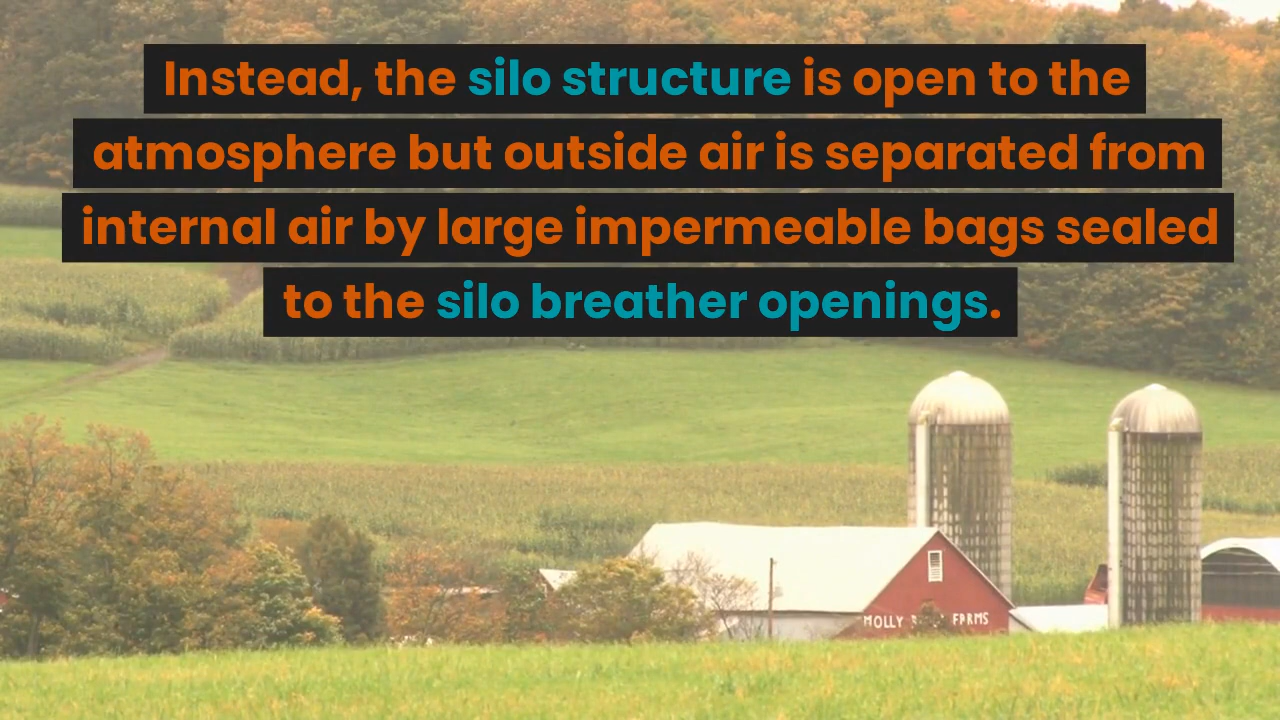 Instead, the silo structure is open to the
atmosphere but outside air is separated from
internal air by large impermeable bags sealed
to the silo breather openings.
HOLLY FARMS